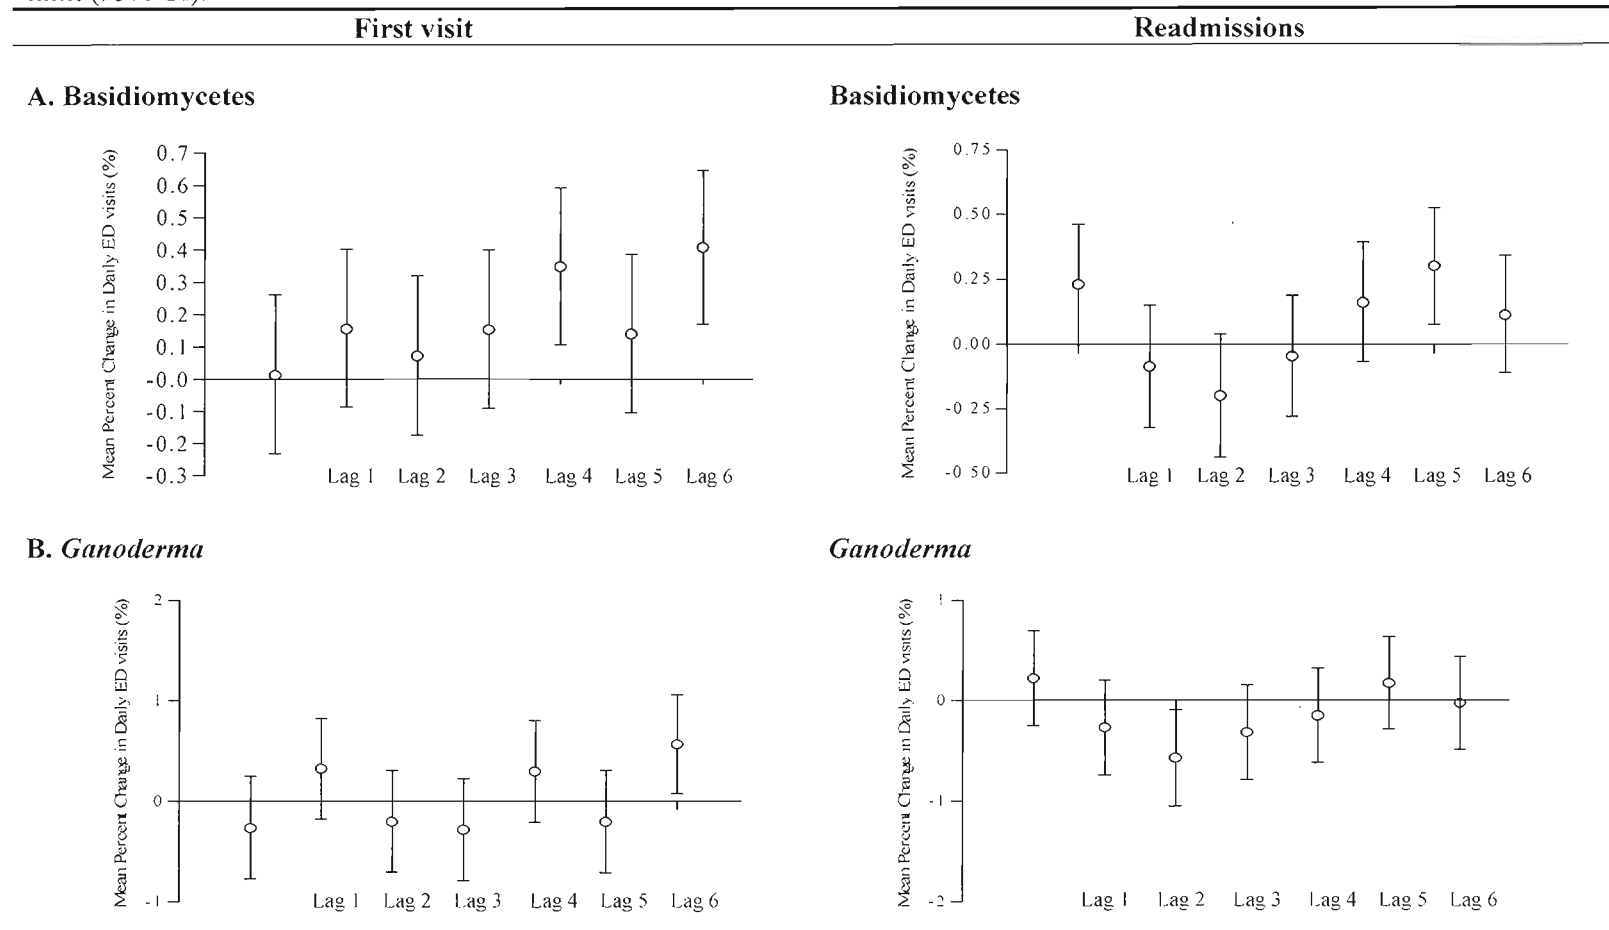 First visit
Readmissions
A. Basidiomycetes
Basidiomycetes
Mean Percent Change in Daily ED visits (%)
0.7
0.6
0.5
0.4
0.3
0.2
0.1
-0.0
-0.1
-0.2
-0.3
Lag 1 Lag 2 Lag 3 Lag 4 Lag 5 Lag 6
Mean Percent Change in Daily ED visits (%)
0.75
0.50
0.25
0.00
-0 25
-0 50
Lag 1 Lag 2 Lag 3 Lag 4 Lag 5 Lag 6
B. Ganoderma
Ganoderma
Mean Percent Change in Daily ED visits (%)
2
1
0
-1
Lag 1 Lag 2 Lag 3 Lag 4 Lag 5 Lag 6
Mean Percent Change in Daily ED visits (%)
1
0
-1
-2
Lag 1 Lag 2 Lag 3 Lag 4 Lag 5 Lag 6